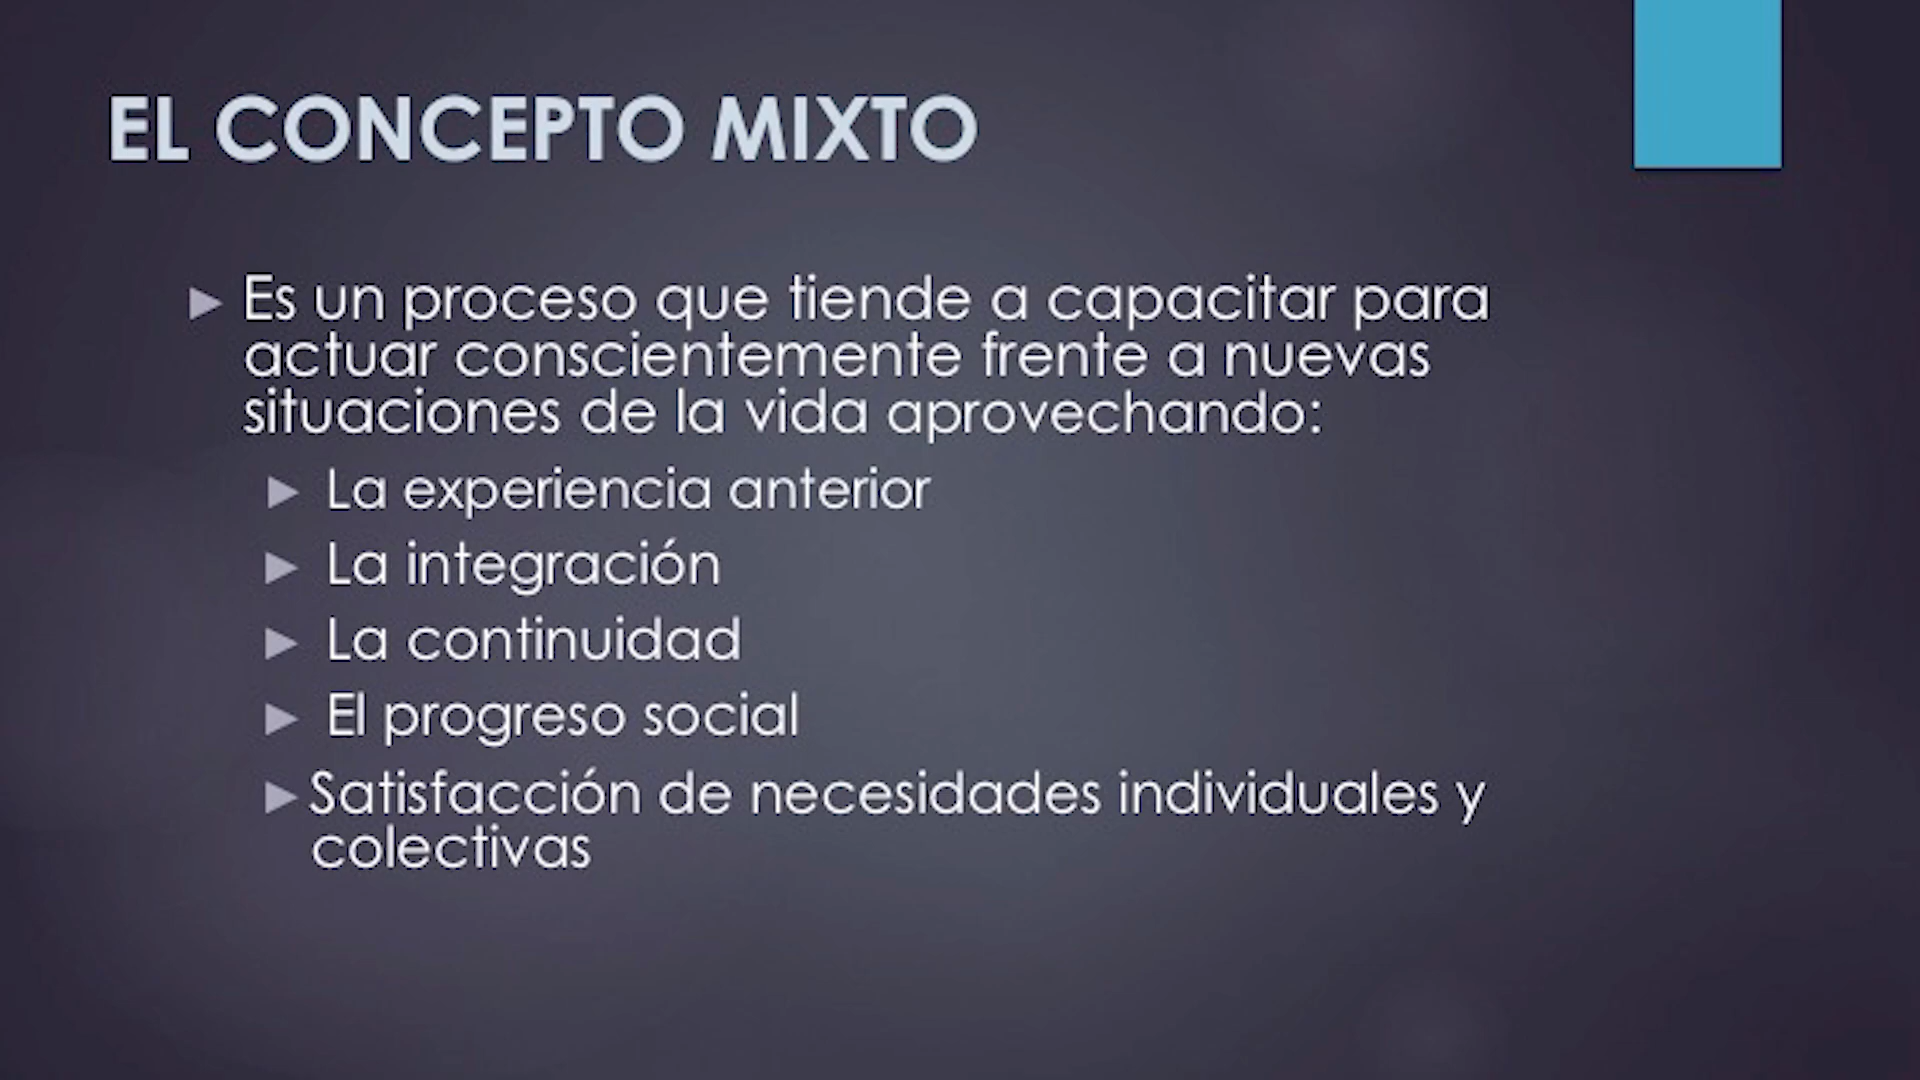 EL CONCEPTO MIXTO
Es un proceso que tiende a capacitar para
actuar conscientemente frente a nuevas
situaciones de la vida aprovechando:
La experiencia anterior
La integración
La continuidad
El progreso social
Satisfacción de necesidades individuales y
colectivas